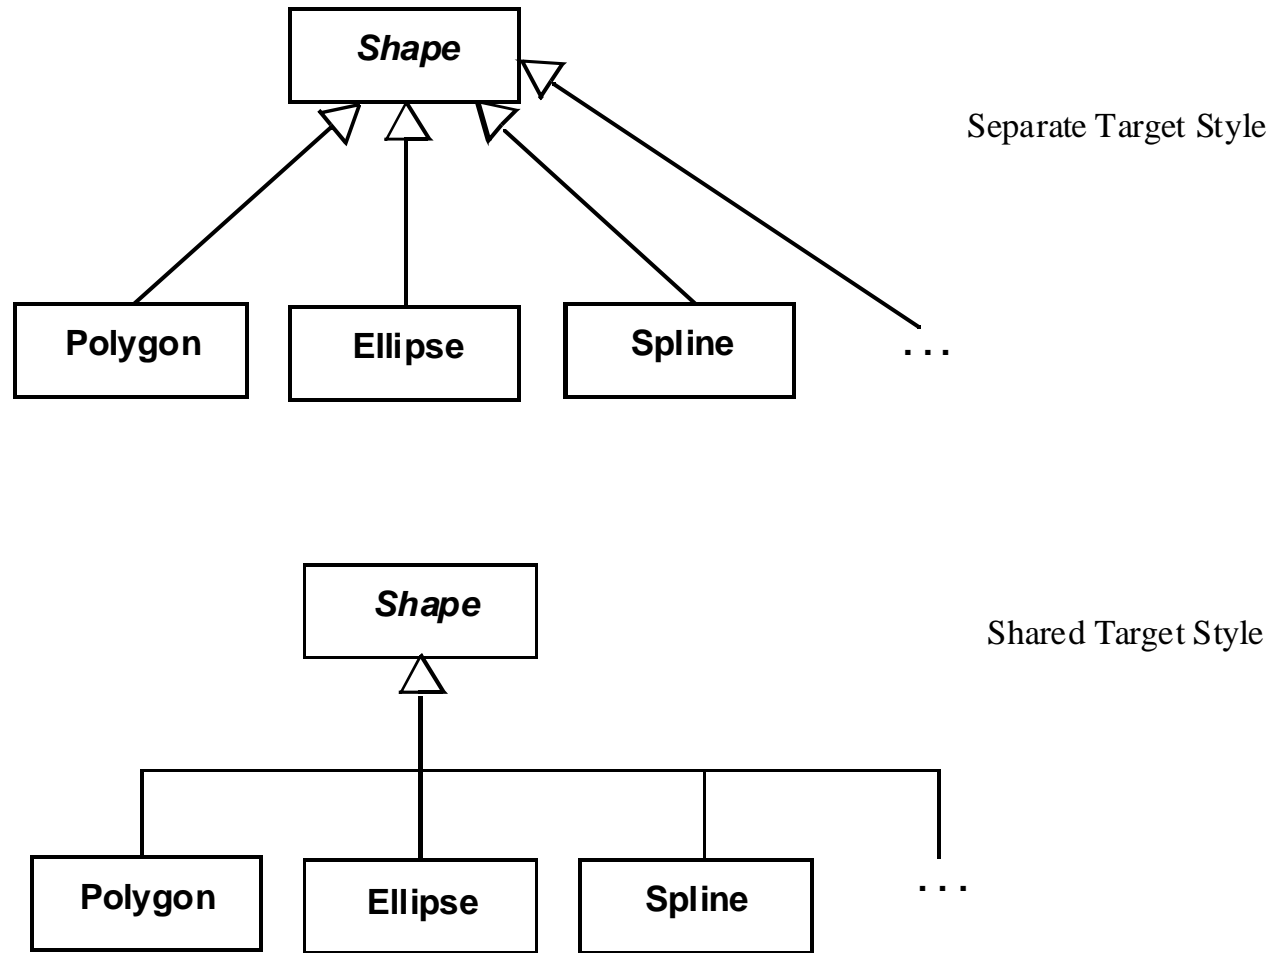 Shape
Separate Target Style
Polygon
Ellipse
Spline
. . .
Shape
Shared Target Style
Polygon
Ellipse
Spline
. . .